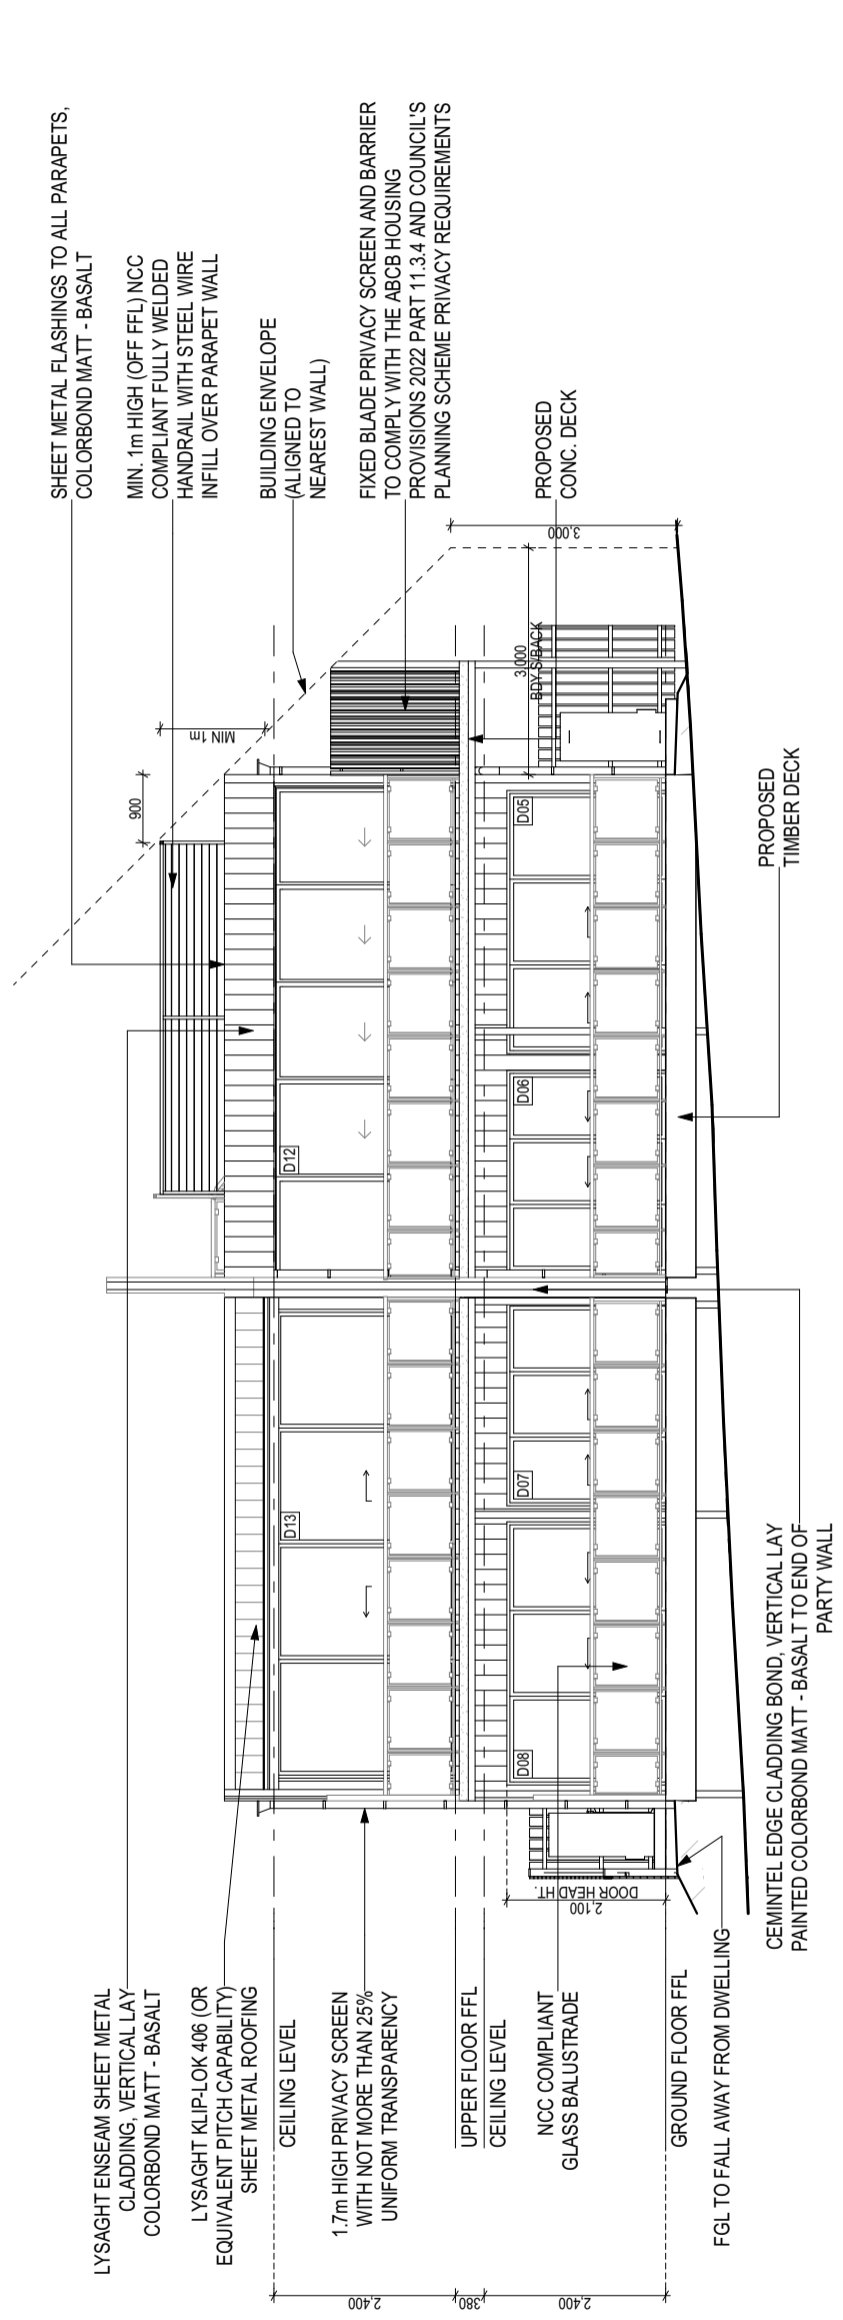 SHEET METAL FLASHINGS TO ALL PARAPETS,
COLORBOND MATT - BASALT
MIN. 1m HIGH (OFF FFL) NCC
COMPLIANT FULLY WELDED
HANDRAIL WITH STEEL WIRE
INFILL OVER PARAPET WALL
BUILDING ENVELOPE
(ALIGNED TO
NEAREST WALL)
FIXED BLADE PRIVACY SCREEN AND BARRIER
TO COMPLY WITH THE ABCB HOUSING
PROVISIONS 2022 PART 11.3.4 AND COUNCIL'S
PLANNING SCHEME PRIVACY REQUIREMENTS
PROPOSED
CONC. DECK
3,000
3,000
BDY S/BACK
MIN 1m
900
D12
D13
D05
D06
D07
D08
PROPOSED
TIMBER DECK
CEMINTEL EDGE CLADDING BOND, VERTICAL LAY
PAINTED COLORBOND MATT - BASALT TO END OF
PARTY WALL
2,100
DOOR HEAD HT.
LYSAGHT ENSEAM SHEET METAL
CLADDING, VERTICAL LAY
COLORBOND MATT - BASALT
LYSAGHT KLIP-LOK 406 (OR
EQUIVALENT PITCH CAPABILITY)
SHEET METAL ROOFING
CEILING LEVEL
1.7m HIGH PRIVACY SCREEN
WITH NOT MORE THAN 25%
UNIFORM TRANSPARENCY
UPPER FLOOR FFL
CEILING LEVEL
NCC COMPLIANT
GLASS BALUSTRADE
GROUND FLOOR FFL
FGL TO FALL AWAY FROM DWELLING
2,400
380
2,400